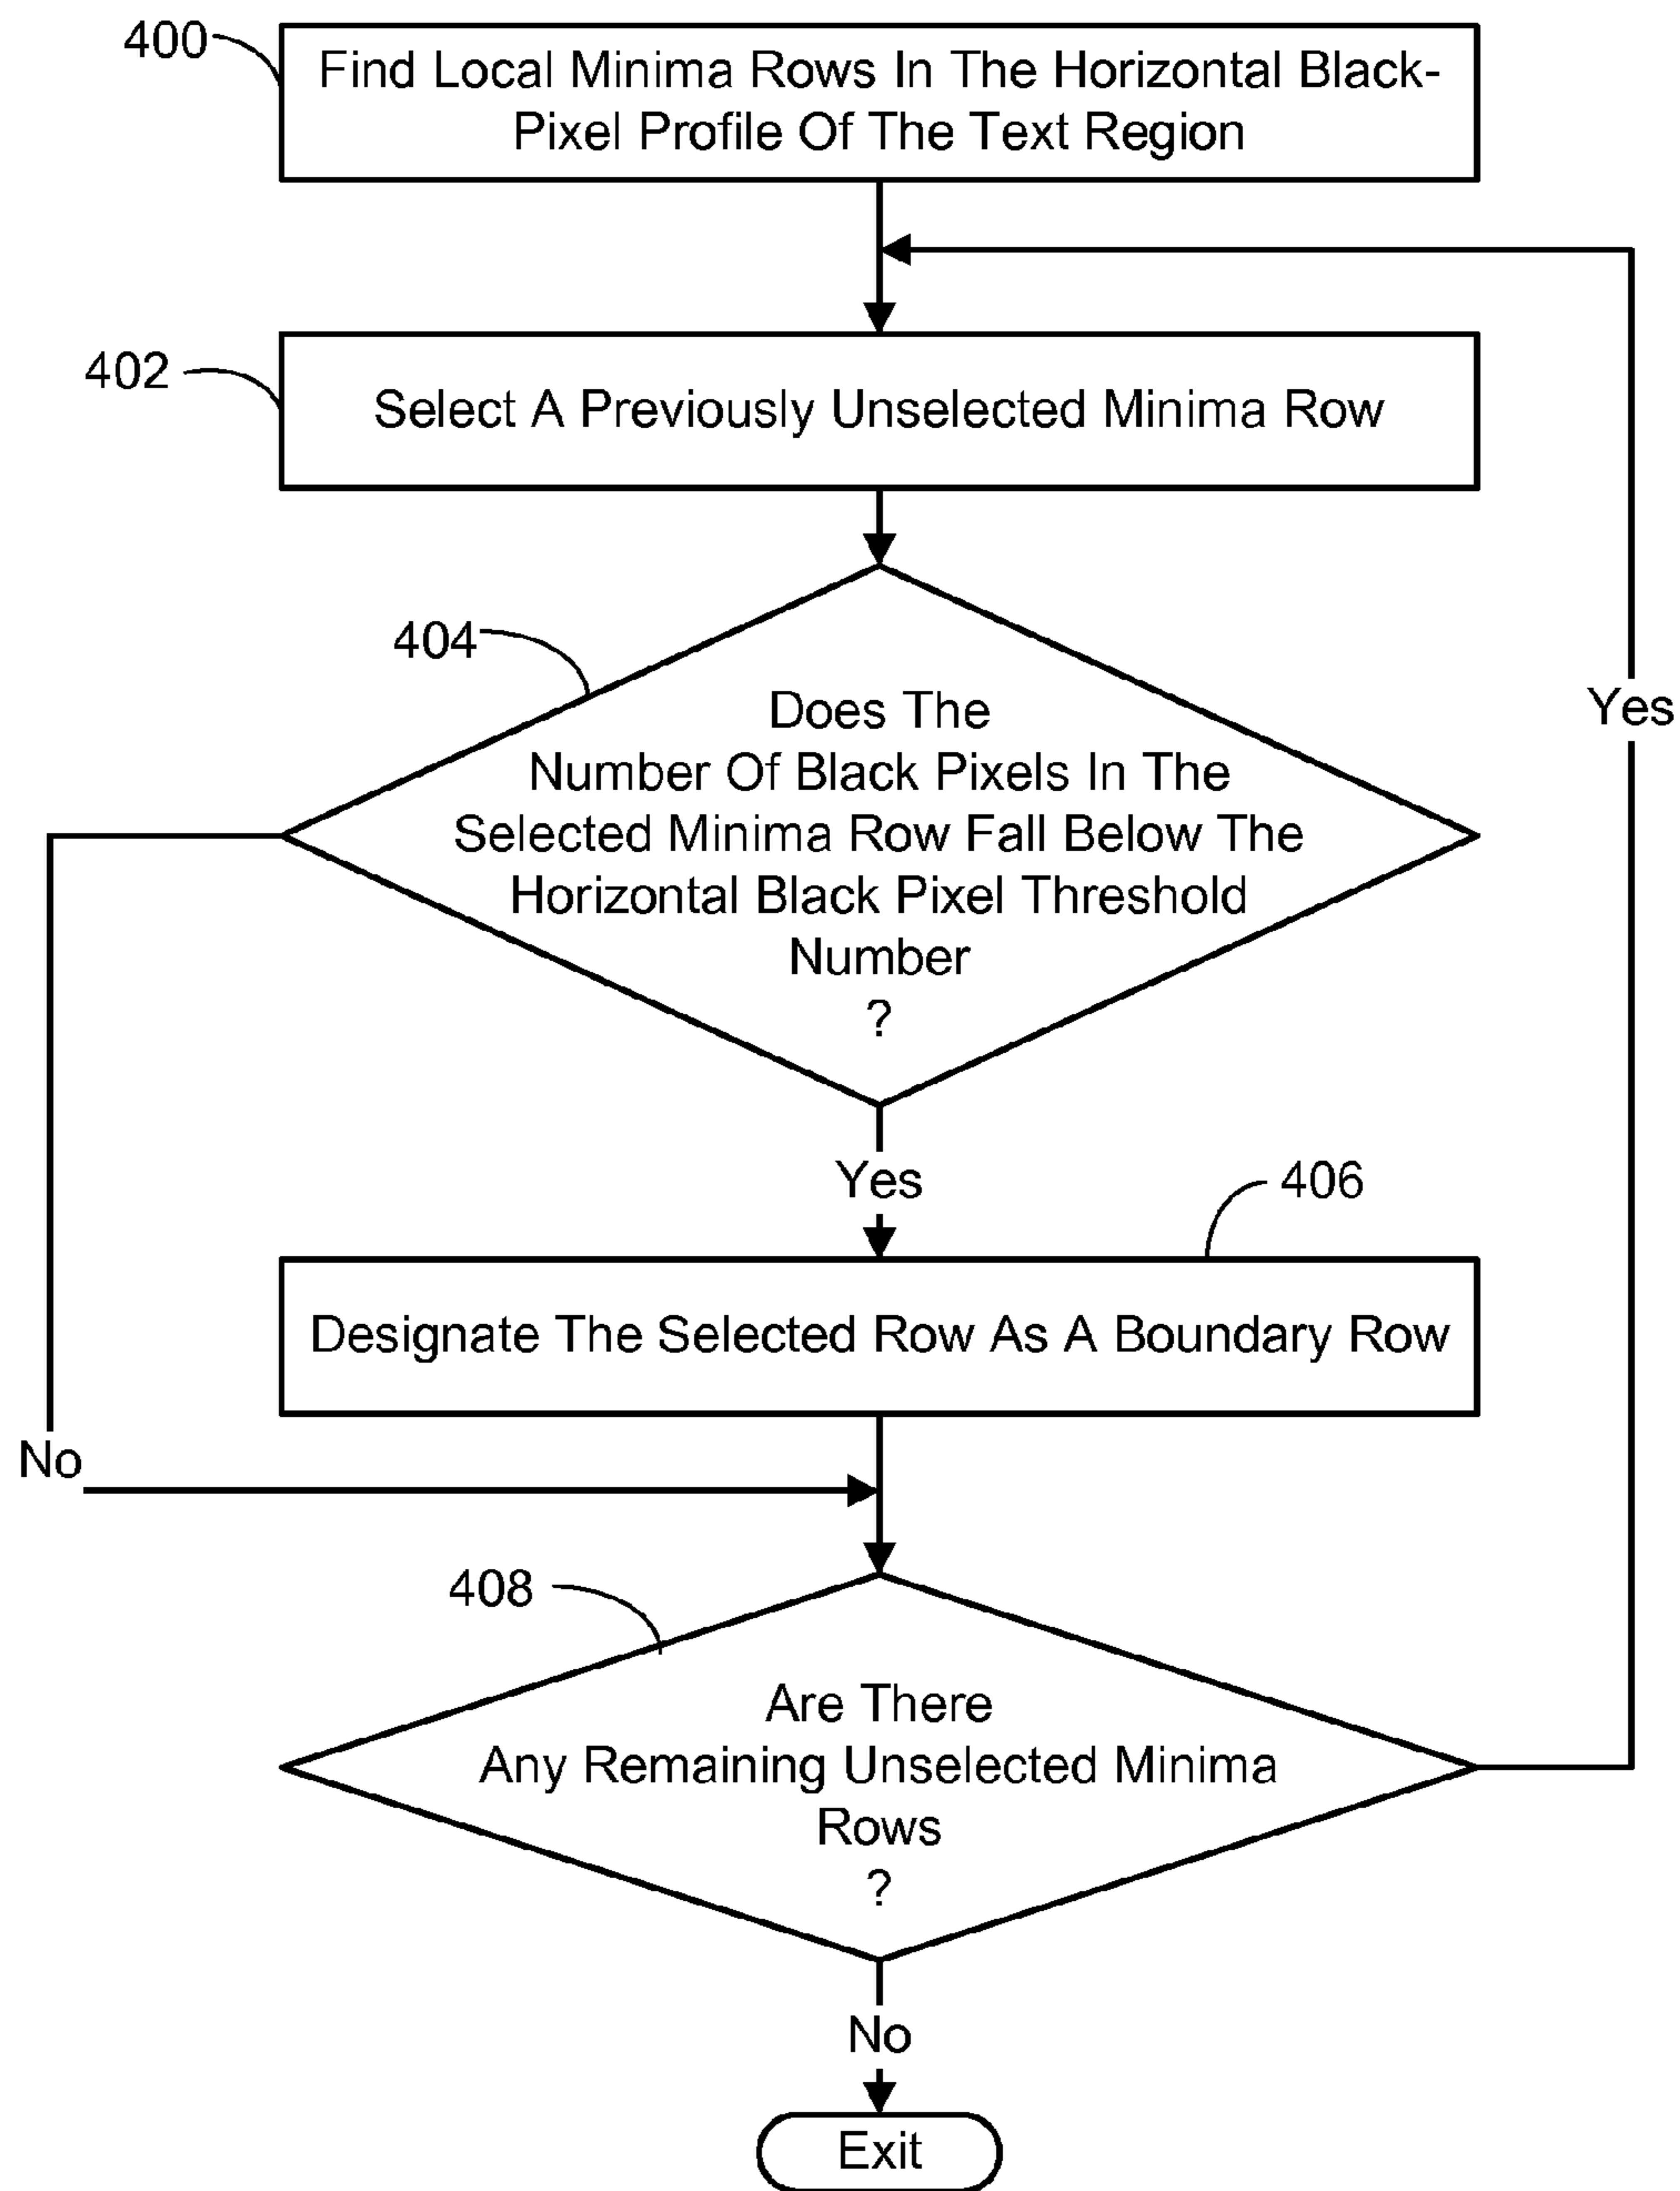 400
Find Local Minima Rows In The Horizontal Black-
Pixel Profile Of The Text Region
402
Select A Previously Unselected Minima Row
404
Does The
Number Of Black Pixels In The
Selected Minima Row Fall Below The
Horizontal Black Pixel Threshold
Number
?
Yes
Yes
406
Designate The Selected Row As A Boundary Row
No
408
Are There
Any Remaining Unselected Minima
Rows
?
No
Exit